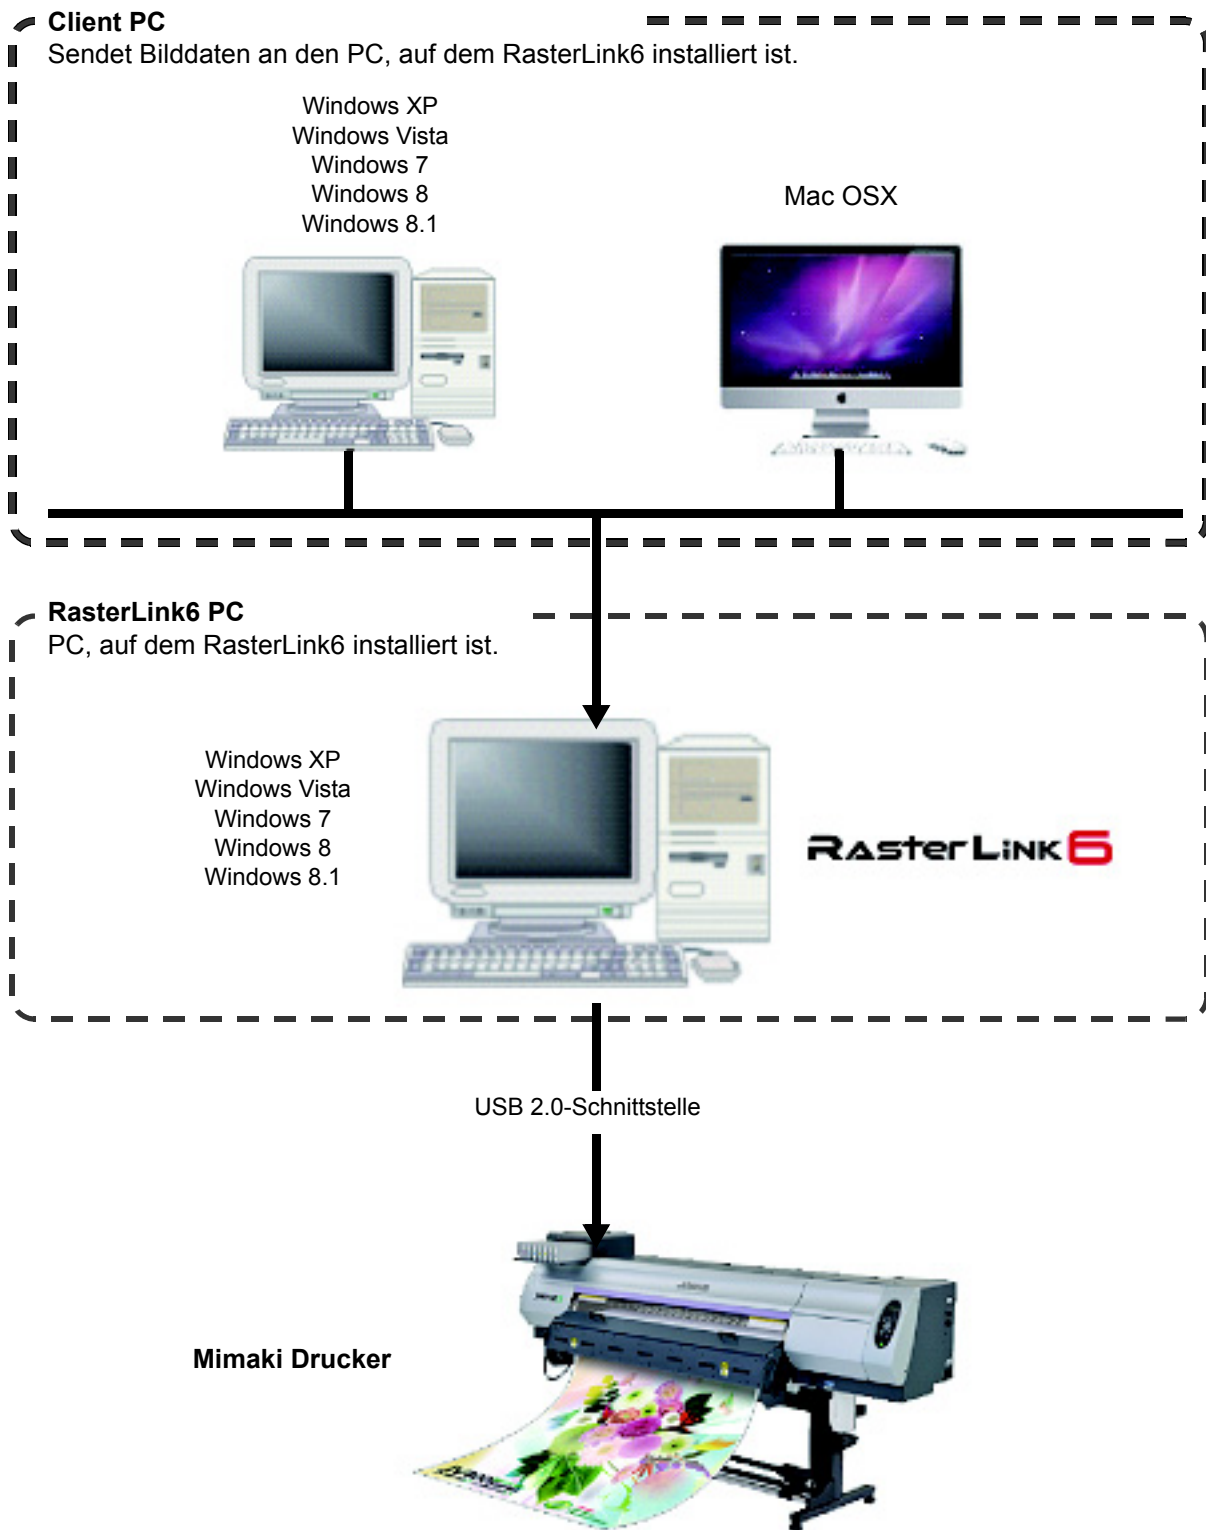 Client PC
Sendet Bilddaten an den PC, auf dem RasterLink6 installiert ist.
Windows XP
Windows Vista
Windows 7
Windows 8
Windows 8.1
Mac OSX
RasterLink6 PC
PC, auf dem RasterLink6 installiert ist.
Windows XP
Windows Vista
Windows 7
Windows 8
Windows 8.1
RasterLink6
USB 2.0-Schnittstelle
Mimaki Drucker